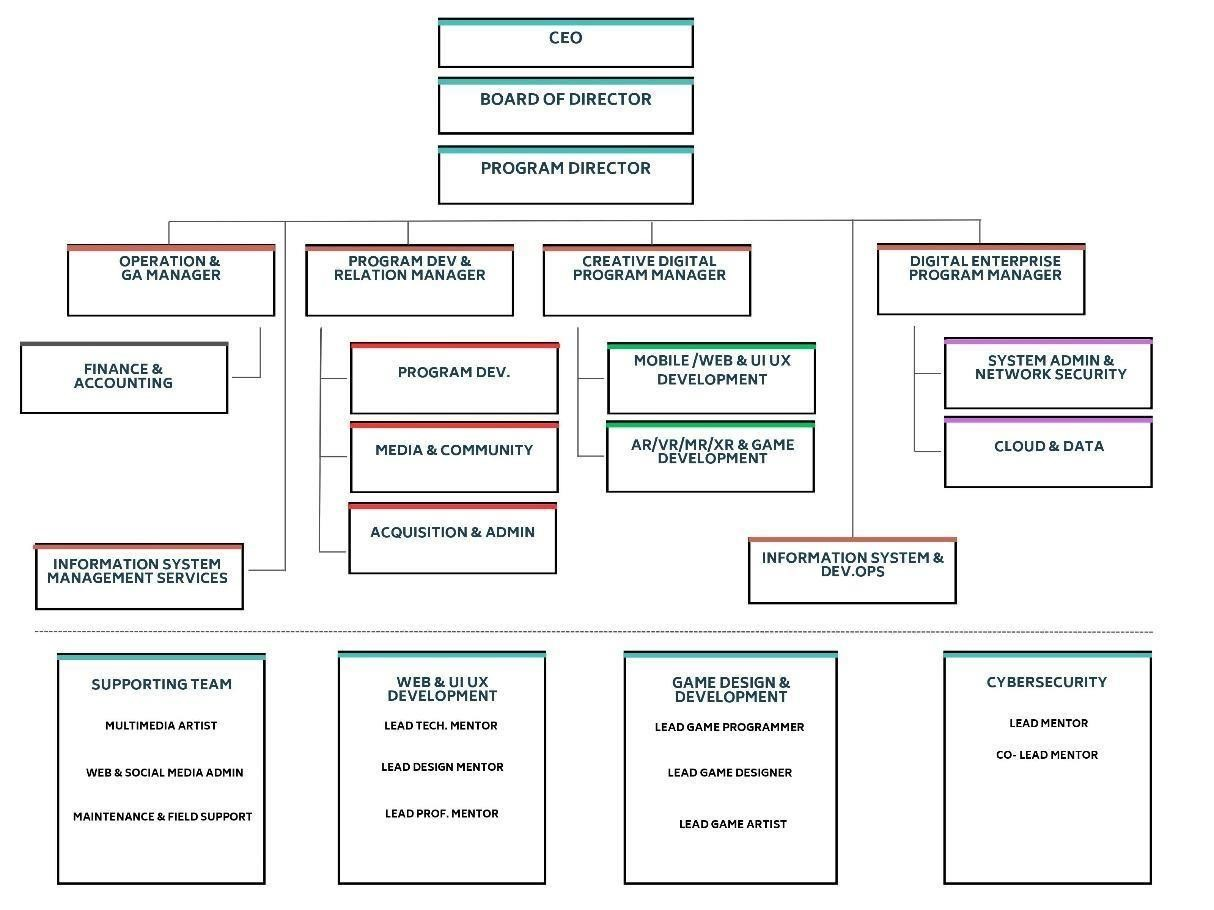 CEO
BOARD OF DIRECTOR
PROGRAM DIRECTOR
OPERATION &
GA MANAGER
PROGRAM DEV &
RELATION MANAGER
CREATIVE DIGITAL
PROGRAM MANAGER
DIGITAL ENTERPRISE
PROGRAM MANAGER
FINANCE &
ACCOUNTING
PROGRAM DEV.
MEDIA & COMMUNITY
ACQUISITION & ADMIN
MOBILE /WEB & UI UX
DEVELOPMENT
AR/VR/MR/XR & GAME
DEVELOPMENT
SYSTEM ADMIN &
NETWORK SECURITY
CLOUD & DATA
INFORMATION SYSTEM
MANAGEMENT SERVICES
INFORMATION SYSTEM &
DEV.OPS
SUPPORTING TEAM
MULTIMEDIA ARTIST
WEB & SOCIAL MEDIA ADMIN
MAINTENANCE & FIELD SUPPORT
WEB & UI UX
DEVELOPMENT
LEAD TECH. MENTOR
LEAD DESIGN MENTOR
LEAD PROF. MENTOR
GAME DESIGN &
DEVELOPMENT
LEAD GAME PROGRAMMER
LEAD GAME DESIGNER
LEAD GAME ARTIST
CYBERSECURITY
LEAD MENTOR
CO- LEAD MENTOR